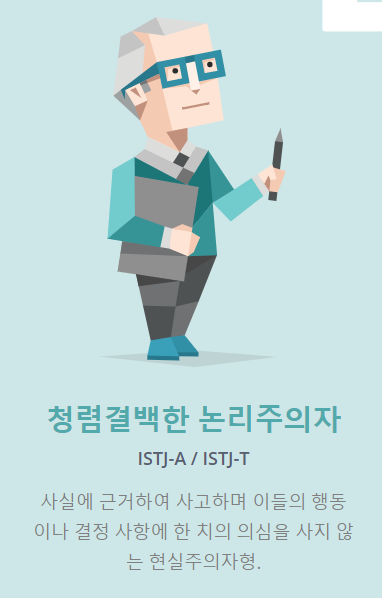 청렴결백한 논리주의자
ISTJ-A / ISTJ-T
사실에 근거하여 사고하며 이들의 행동
이나 결정 사항에 한 치의 의심을 사지 않
는 현실주의자형.